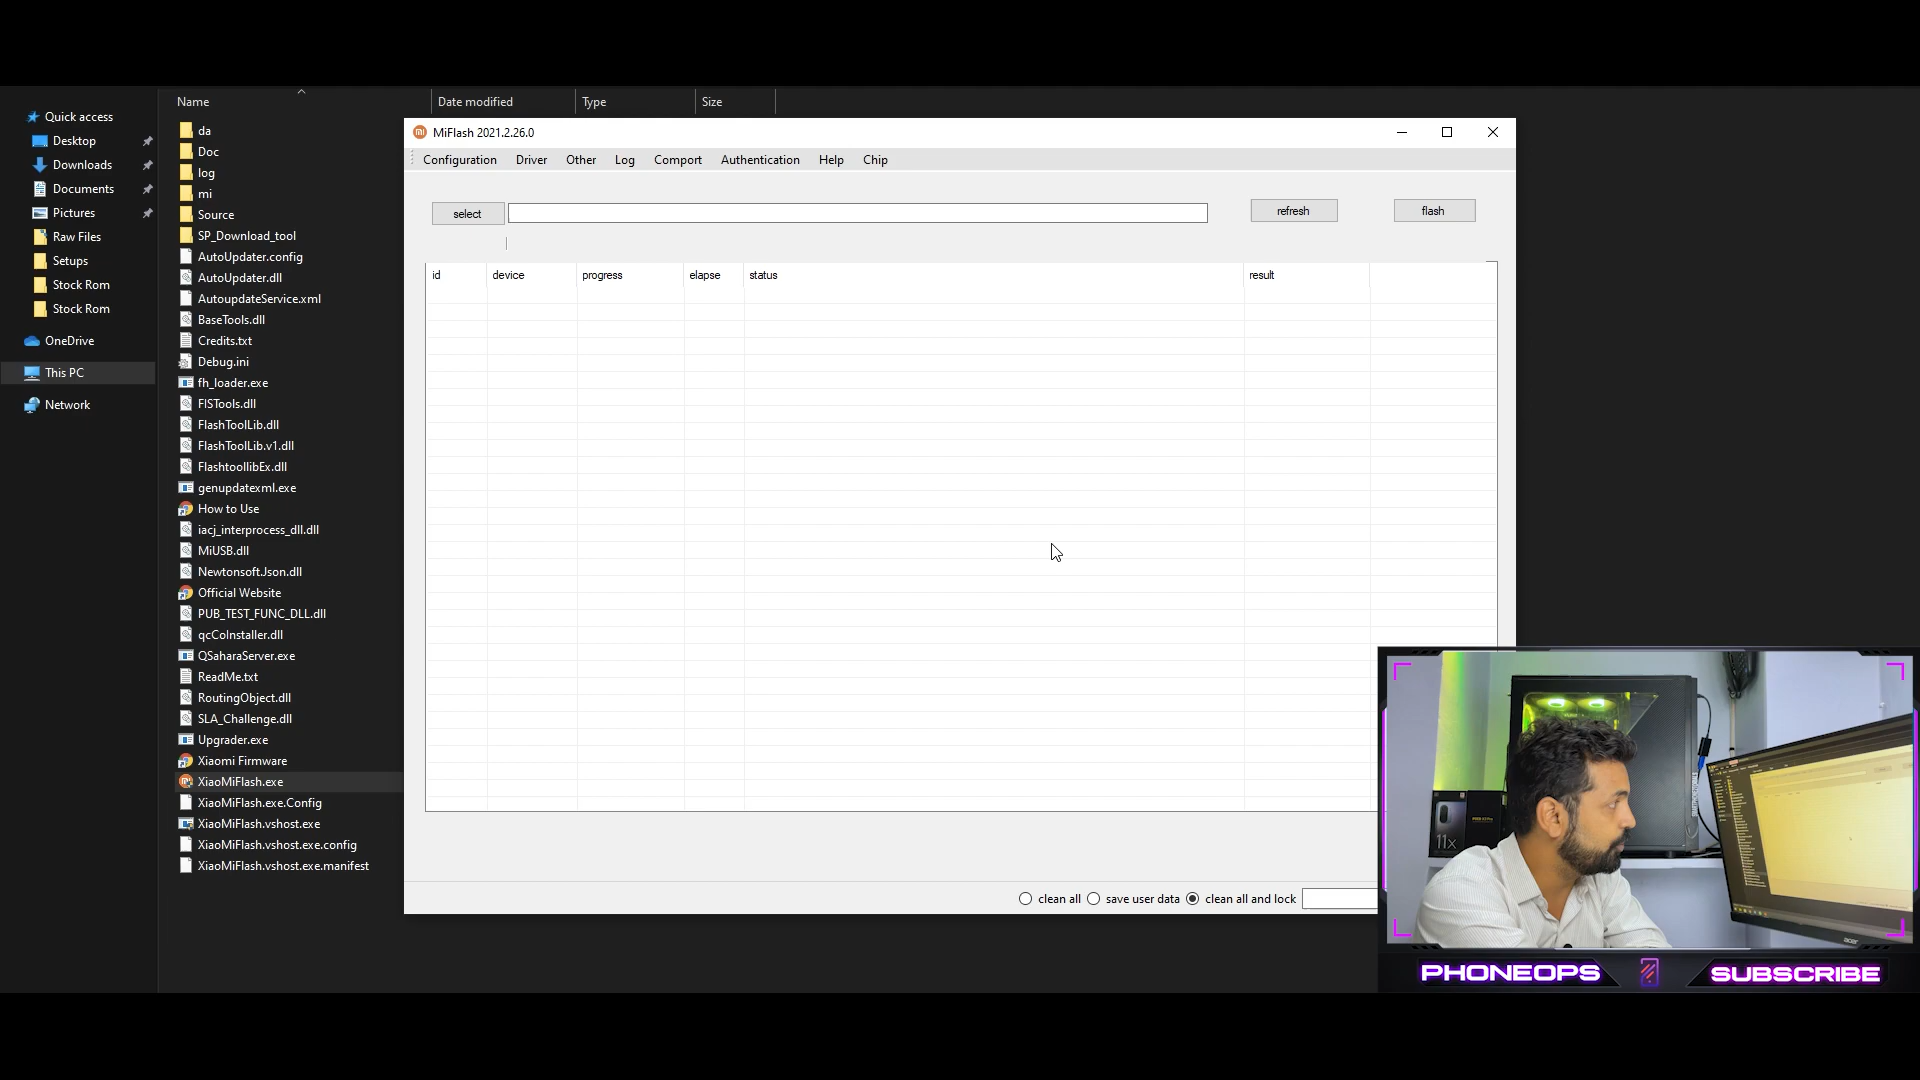 Name
Date modified
Type
Size
Quick access
Desktop
Downloads
Documents
Pictures
Raw Files
Setups
Stock Rom
Stock Rom
OneDrive
This PC
Network
da
Doc
log
mi
Source
SP_Download_tool
AutoUpdater.config
AutoUpdater.dll
AutoupdateService.xml
BaseTools.dll
Credits.txt
Debug.ini
fh_loader.exe
FISTools.dll
FlashToolLib.dll
FlashToolLib.v1.dll
FlashtoollibEx.dll
genupdatexml.exe
How to Use
iacj_interprocess_dll.dll
MiUSB.dll
Newtonsoft.Json.dll
Official Website
PUB_TEST_FUNC_DLL.dll
qcCoInstaller.dll
QSaharaServer.exe
ReadMe.txt
RoutingObject.dll
SLA_Challenge.dll
Upgrader.exe
Xiaomi Firmware
XiaoMiFlash.exe
XiaoMiFlash.exe.Config
XiaoMiFlash.vshost.exe
XiaoMiFlash.vshost.exe.config
XiaoMiFlash.vshost.exe.manifest
MiFlash 2021.2.26.0
Configuration Driver Other Log Comport Authentication Help Chip
select
refresh
flash
id device progress elapse status result
clean all
save user data
clean all and lock
11x
acer
PHONEOPS
SUBSCRIBE